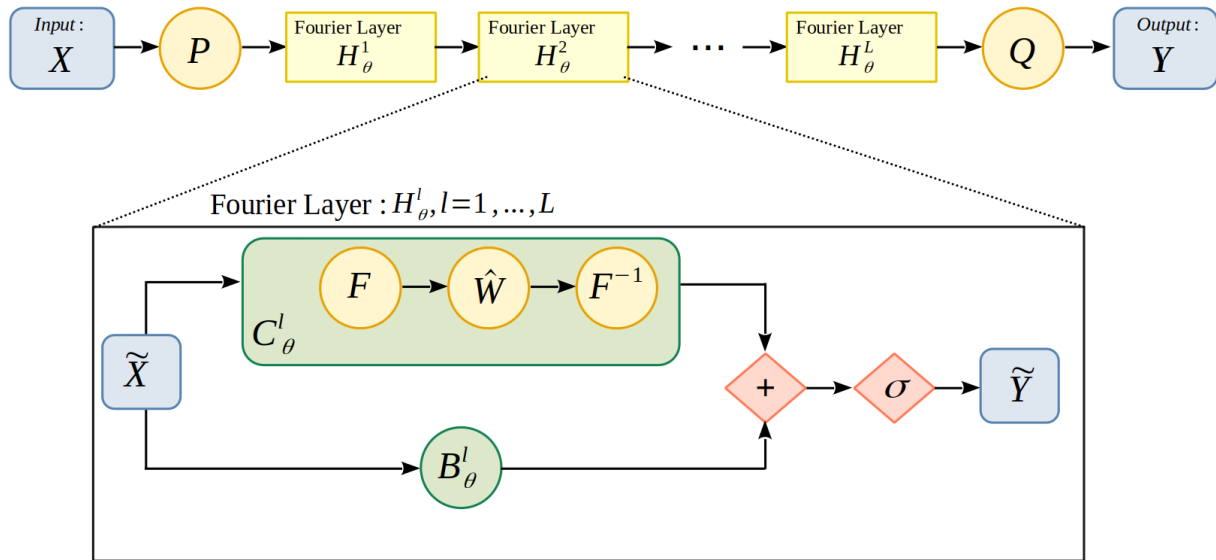 Input :
X
P
Fourier Layer
H_θ^1
Fourier Layer
H_θ^2
...
Fourier Layer
H_θ^L
Q
Output :
Y
Fourier Layer : H_θ^l, l=1, ..., L
F
Ŵ
F^{-1}
C_θ^l
X̃
+
σ
Ỹ
B_θ^l